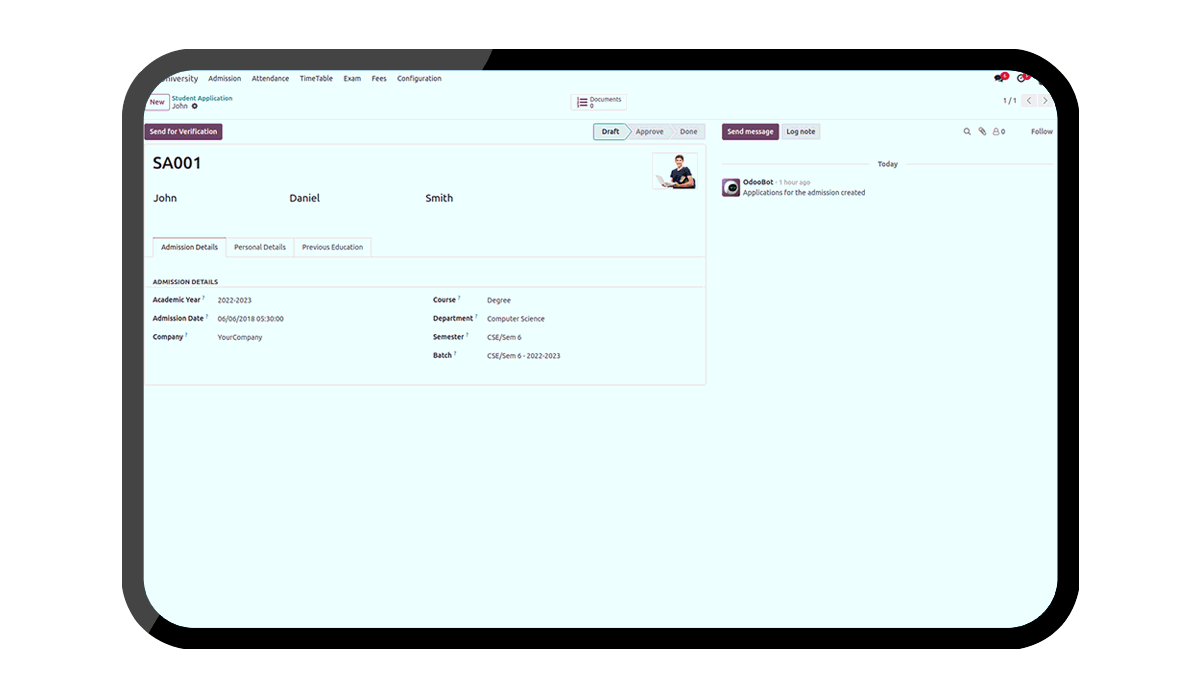 University Admission Attendance TimeTable Exam Fees Configuration
New Student Application
John
Documents
0
1 / 1
Send for Verification
Draft Approve Done
Send message Log note
0 Follow
SA001
John Daniel Smith
Today
OdooBot - 1 hour ago
Applications for the admission created
Admission Details Personal Details Previous Education
ADMISSION DETAILS
Academic Year ? 2022-2023
Course ? Degree
Admission Date ? 06/06/2018 05:30:00
Department ? Computer Science
Company ? YourCompany
Semester ? CSE/Sem 6
Batch ? CSE/Sem 6 - 2022-2023